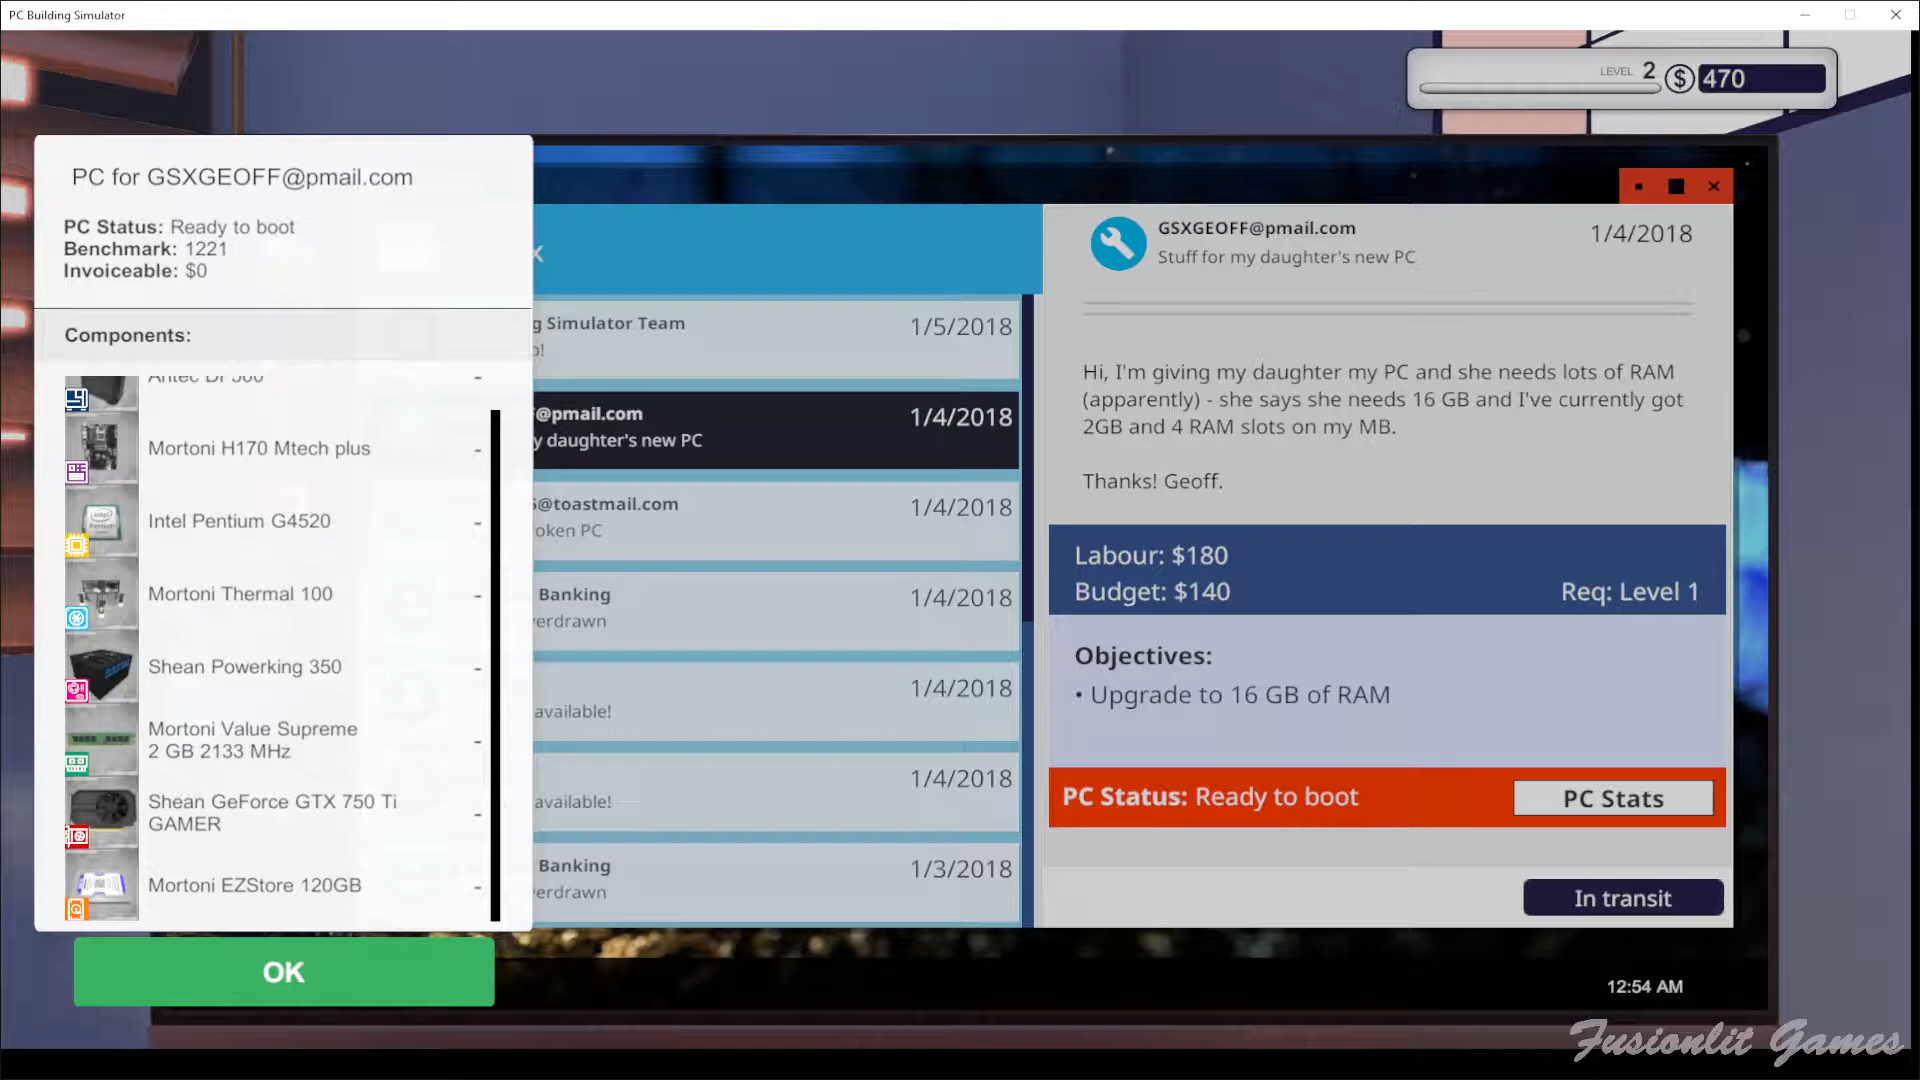 PC Building Simulator
LEVEL 2
$ 470
PC for GSXGEOFF@pmail.com
PC Status: Ready to boot
Benchmark: 1221
Invoiceable: $0
Components:
Antec DF500 -
Mortoni H170 Mtech plus -
Intel Pentium G4520 -
Mortoni Thermal 100 -
Shean Powerking 350 -
Mortoni Value Supreme
2 GB 2133 MHz -
Shean GeForce GTX 750 Ti
GAMER -
Mortoni EZStore 120GB -
OK
X
g Simulator Team 1/5/2018
p!
@pmail.com 1/4/2018
y daughter's new PC
@toastmail.com 1/4/2018
oken PC
Banking 1/4/2018
verdrawn
1/4/2018
available!
1/4/2018
available!
Banking 1/3/2018
verdrawn
GSXGEOFF@pmail.com 1/4/2018
Stuff for my daughter's new PC
Hi, I'm giving my daughter my PC and she needs lots of RAM
(apparently) - she says she needs 16 GB and I've currently got
2GB and 4 RAM slots on my MB.
Thanks! Geoff.
Labour: $180
Budget: $140 Req: Level 1
Objectives:
• Upgrade to 16 GB of RAM
PC Status: Ready to boot PC Stats
In transit
12:54 AM
Fusionlit Games